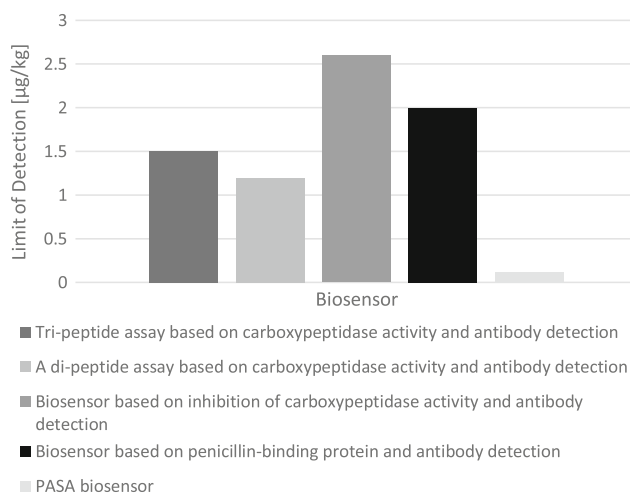 3
2.5
2
1.5
1
0.5
0
Limit of Detection [µg/kg]
Biosensor
Tri-peptide assay based on carboxypeptidase activity and antibody detection
A di-peptide assay based on carboxypeptidase activity and antibody detection
Biosensor based on inhibition of carboxypeptidase activity and antibody
detection
Biosensor based on penicillin-binding protein and antibody detection
PASA biosensor